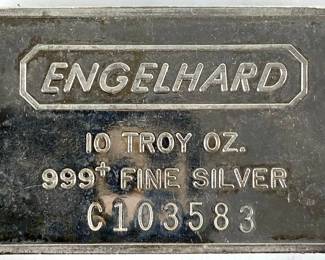 ENGELHARD
10 TROY OZ.
999+ FINE SILVER
C103583